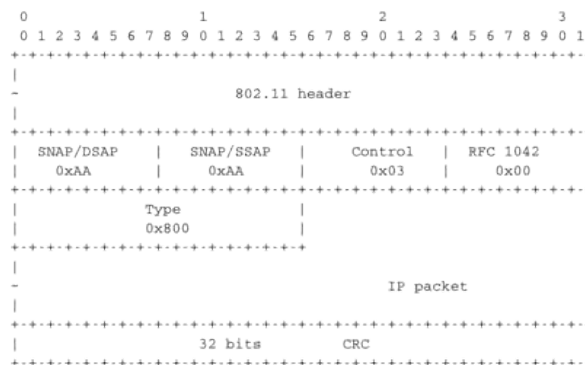 0 1 2 3
0 1 2 3 4 5 6 7 8 9 0 1 2 3 4 5 6 7 8 9 0 1 2 3 4 5 6 7 8 9 0 1
802.11 header
SNAP/DSAP | SNAP/SSAP | Control | RFC 1042
0xAA | 0xAA | 0x03 | 0x00
Type
0x800
IP packet
32 bits CRC